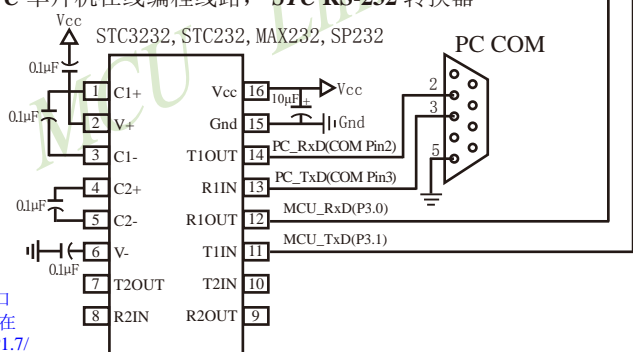 C 单片机在线编程线路， STC RS-232 转换器
Vcc
STC3232, STC232, MAX232, SP232
PC COM
0.1μF
1 C1+ Vcc 16 Vcc
10μF +
0.1μF
2 V+ Gnd 15 Gnd
3 C1- T1OUT 14 PC_RxD(COM Pin2)
4 C2+ R1IN 13 PC_TxD(COM Pin3)
0.1μF
5 C2- R1OUT 12 MCU_RxD(P3.0)
6 V- T1IN 11 MCU_TxD(P3.1)
0.1μF
7 T2OUT T2IN 10
8 R2IN R2OUT 9
2
3
5
口
在
1.7/
MCU